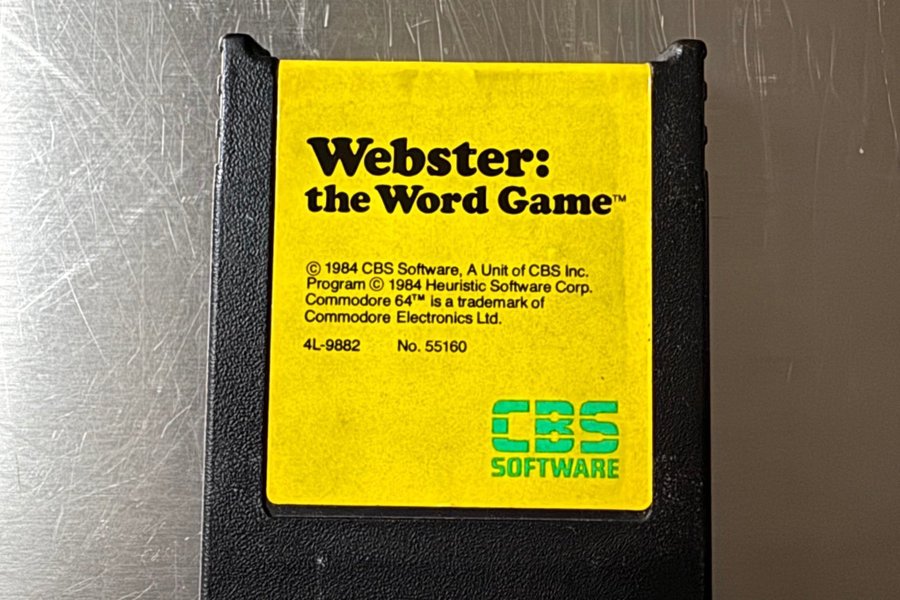 Webster:
the Word Game™
© 1984 CBS Software, A Unit of CBS Inc.
Program © 1984 Heuristic Software Corp.
Commodore 64™ is a trademark of
Commodore Electronics Ltd.
4L-9882 No. 55160
CBS
SOFTWARE